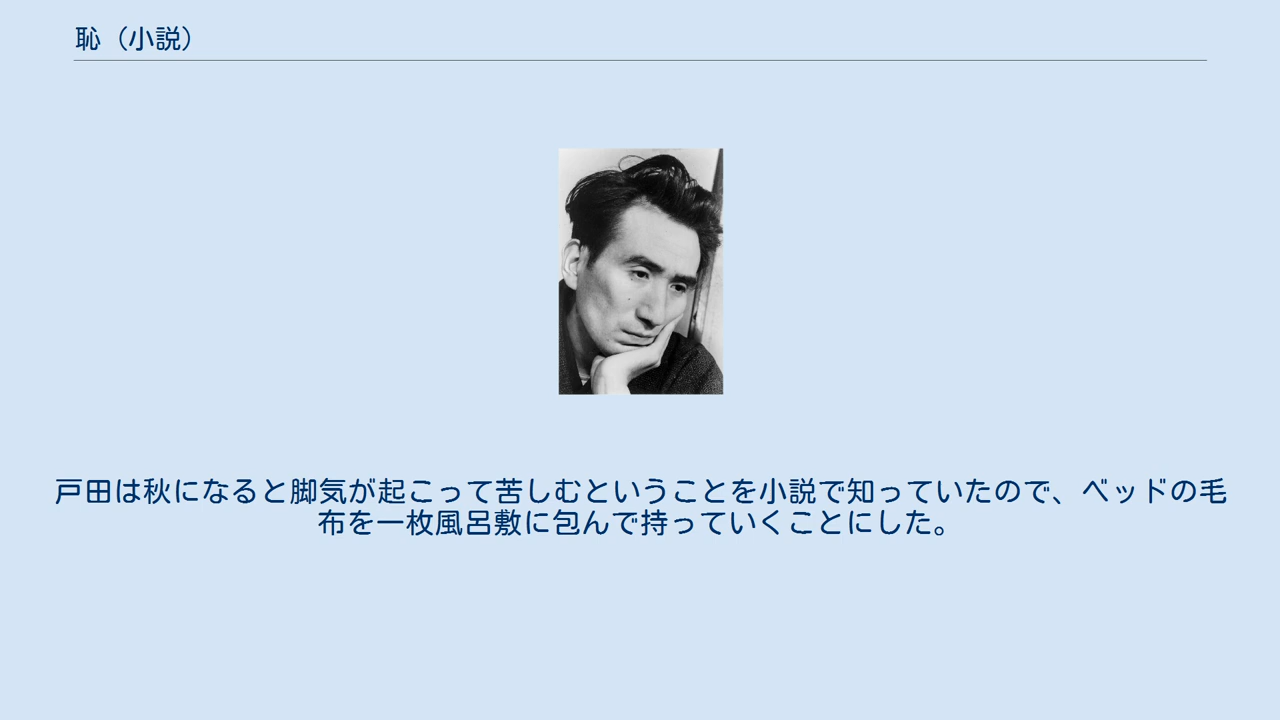 恥（小説）
戸田は秋になると脚気が起こって苦しむということを小説で知っていたので、ベッドの毛
布を一枚風呂敷に包んで持っていくことにした。